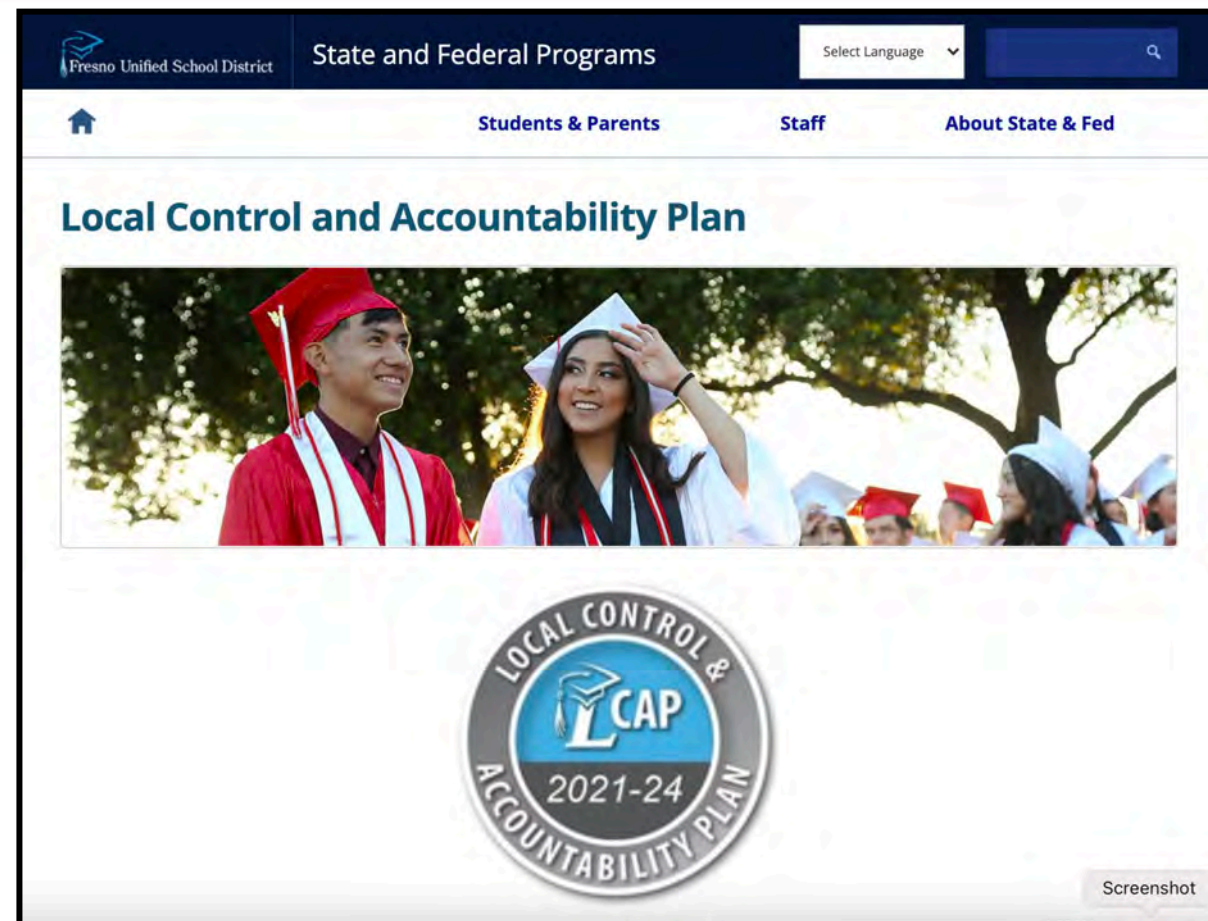 Fresno Unified School District
State and Federal Programs
Select Language
Students & Parents
Staff
About State & Fed
Local Control and Accountability Plan
LOCAL CONTROL &
LCAP
2021-24
ACCOUNTABILITY PLAN
Screenshot